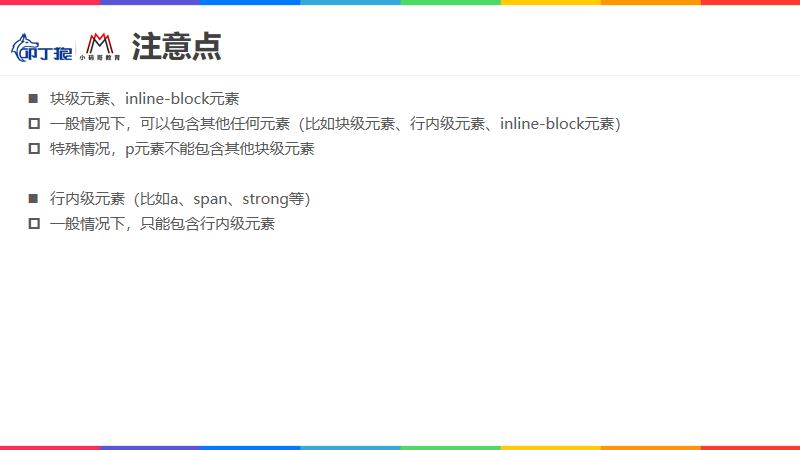 叩丁狼
小码哥教育
注意点
块级元素、inline-block元素
一般情况下，可以包含其他任何元素（比如块级元素、行内级元素、inline-block元素）
特殊情况，p元素不能包含其他块级元素
行内级元素（比如a、span、strong等）
一般情况下，只能包含行内级元素